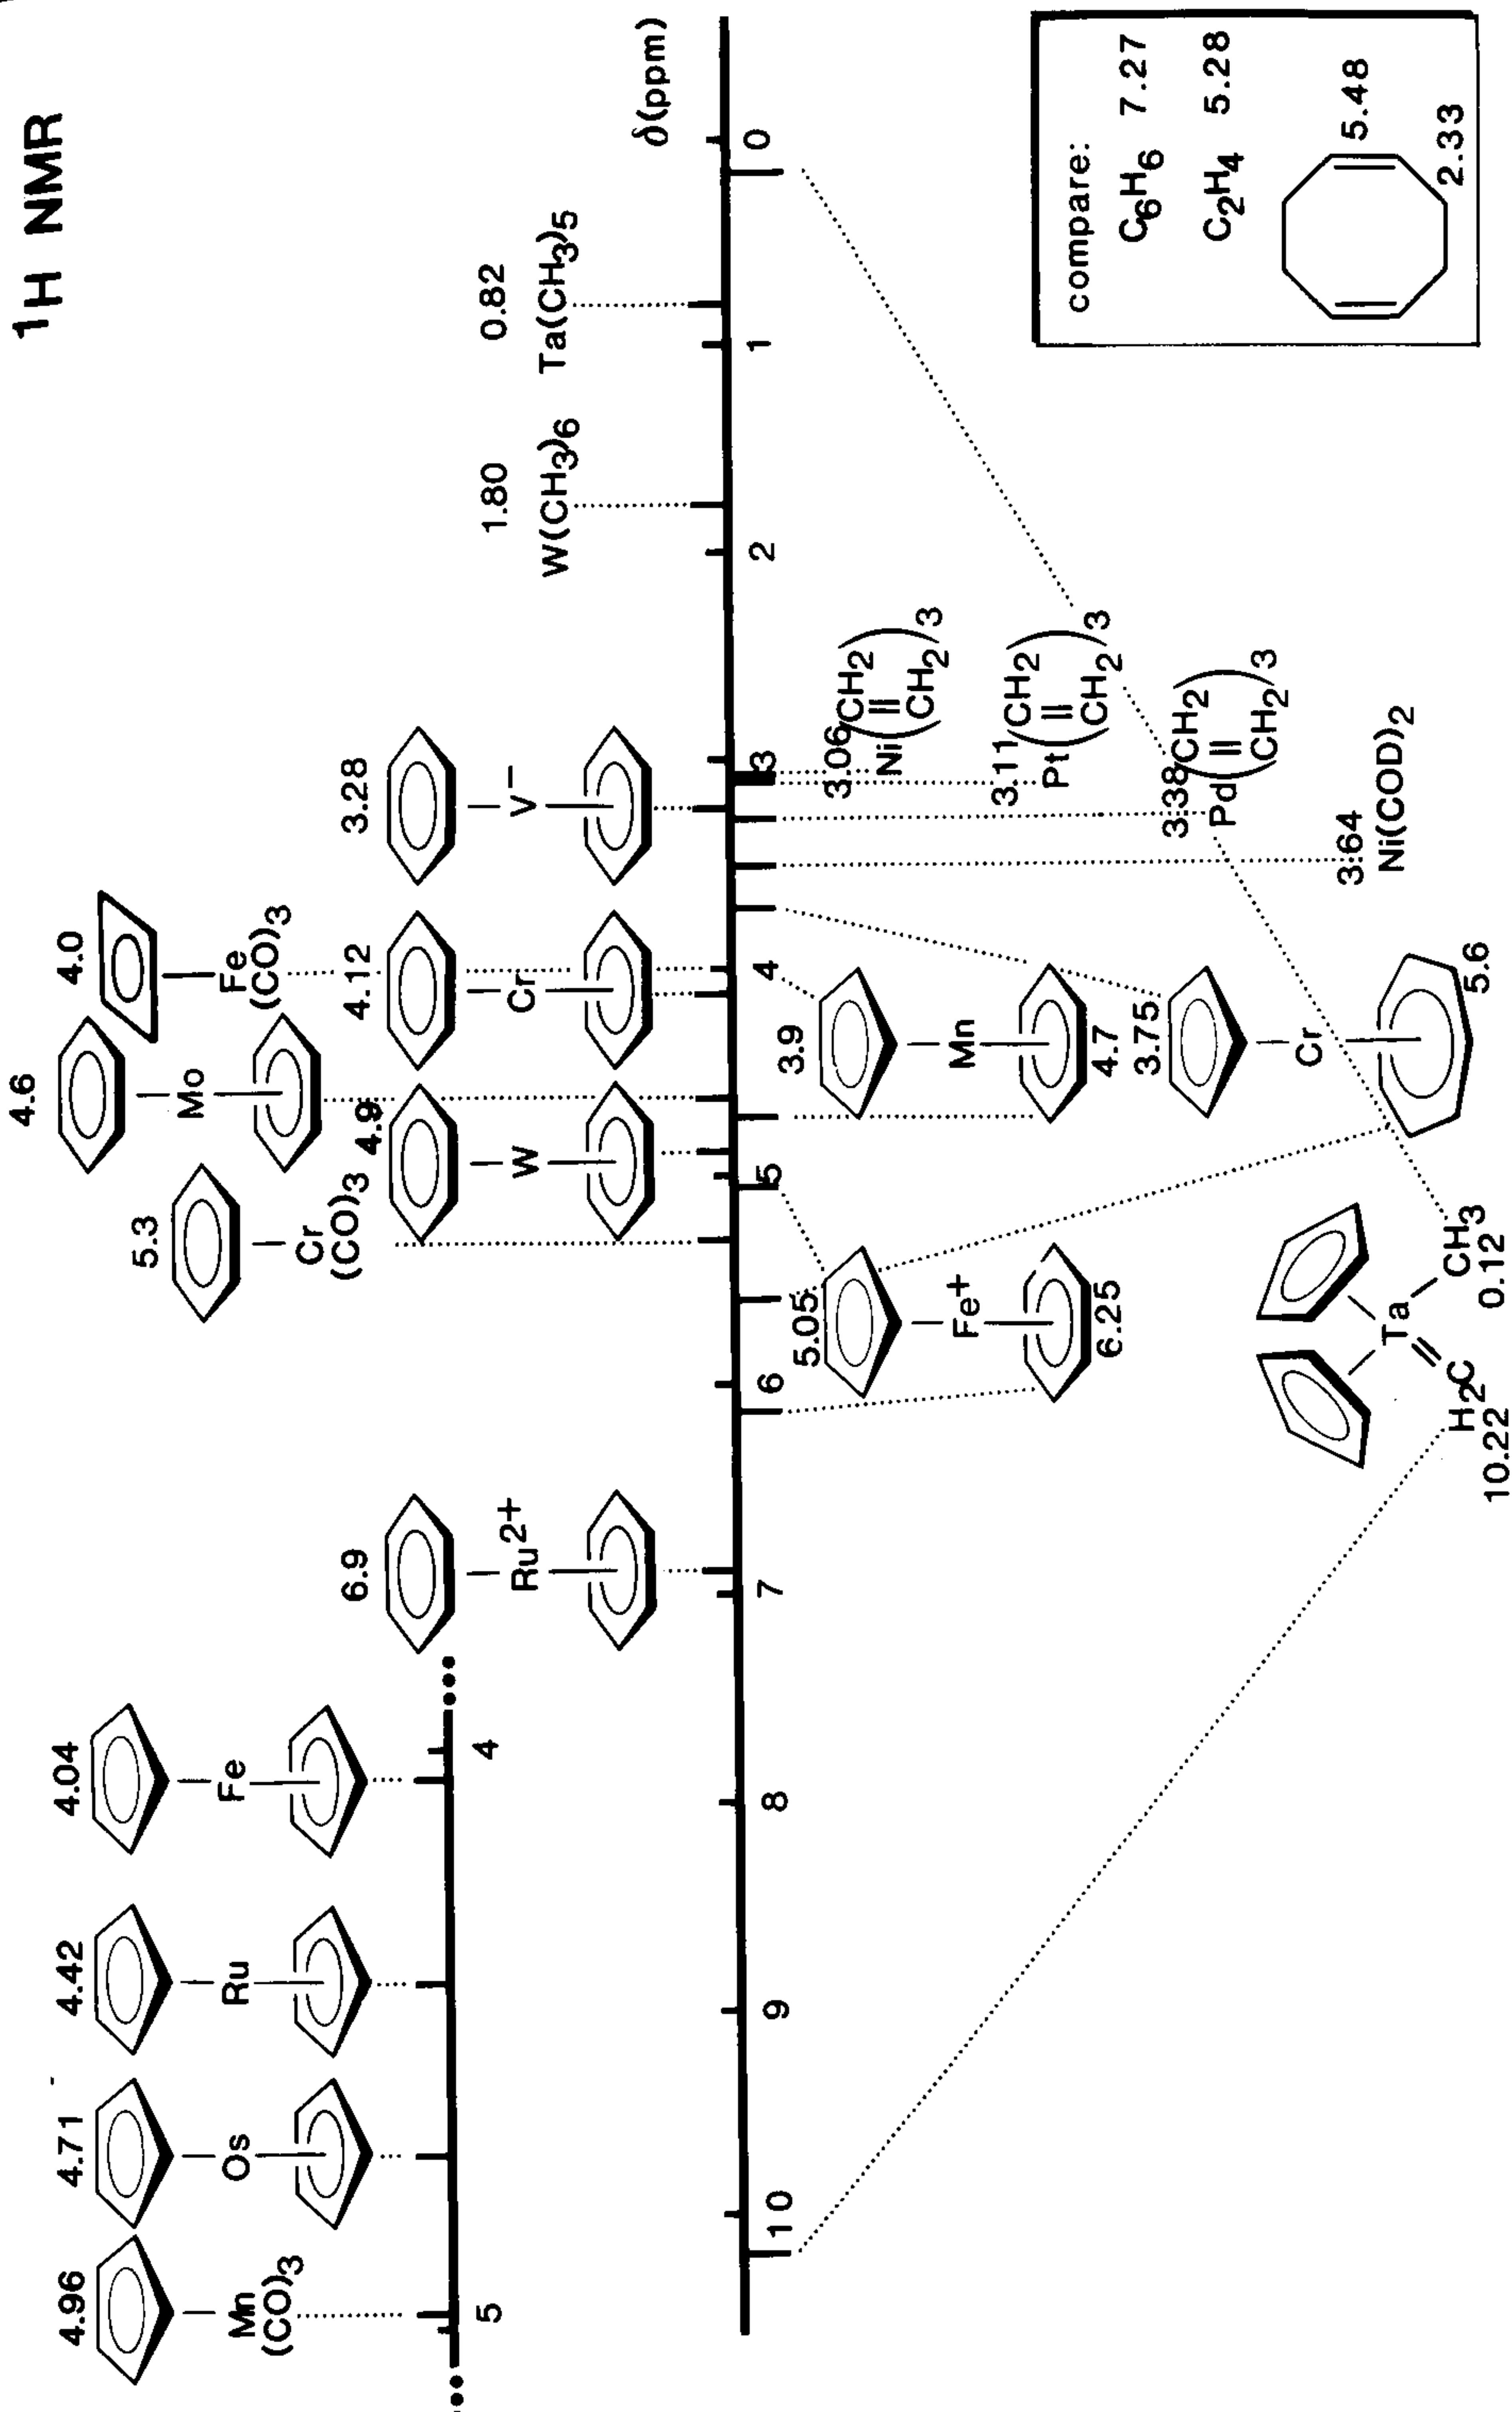 1H NMR
4.96
Mn
(CO)3
4.71
Os
4.42
Ru
4.04
Fe
5
4
6.9
Ru2+
5.3
Cr
(CO)3
4.6
Mo
4.0
Fe
(CO)3
4.9
W
4.12
Cr
3.28
V−
1.80
W(CH3)6
0.82
Ta(CH3)5
δ(ppm)
10
9
8
7
6
5
4
3
2
1
0
5.05
Fe+
6.25
3.9
Mn
4.7
3.75
Cr
5.6
3.06
Ni(CH2=CH2)3
3.11
Pt(CH2=CH2)3
3.38
Pd(CH2=CH2)3
3.64
Ni(COD)2
Ta
H2C
10.22
CH3
0.12
compare:
C6H6 7.27
C2H4 5.28
5.48
2.33